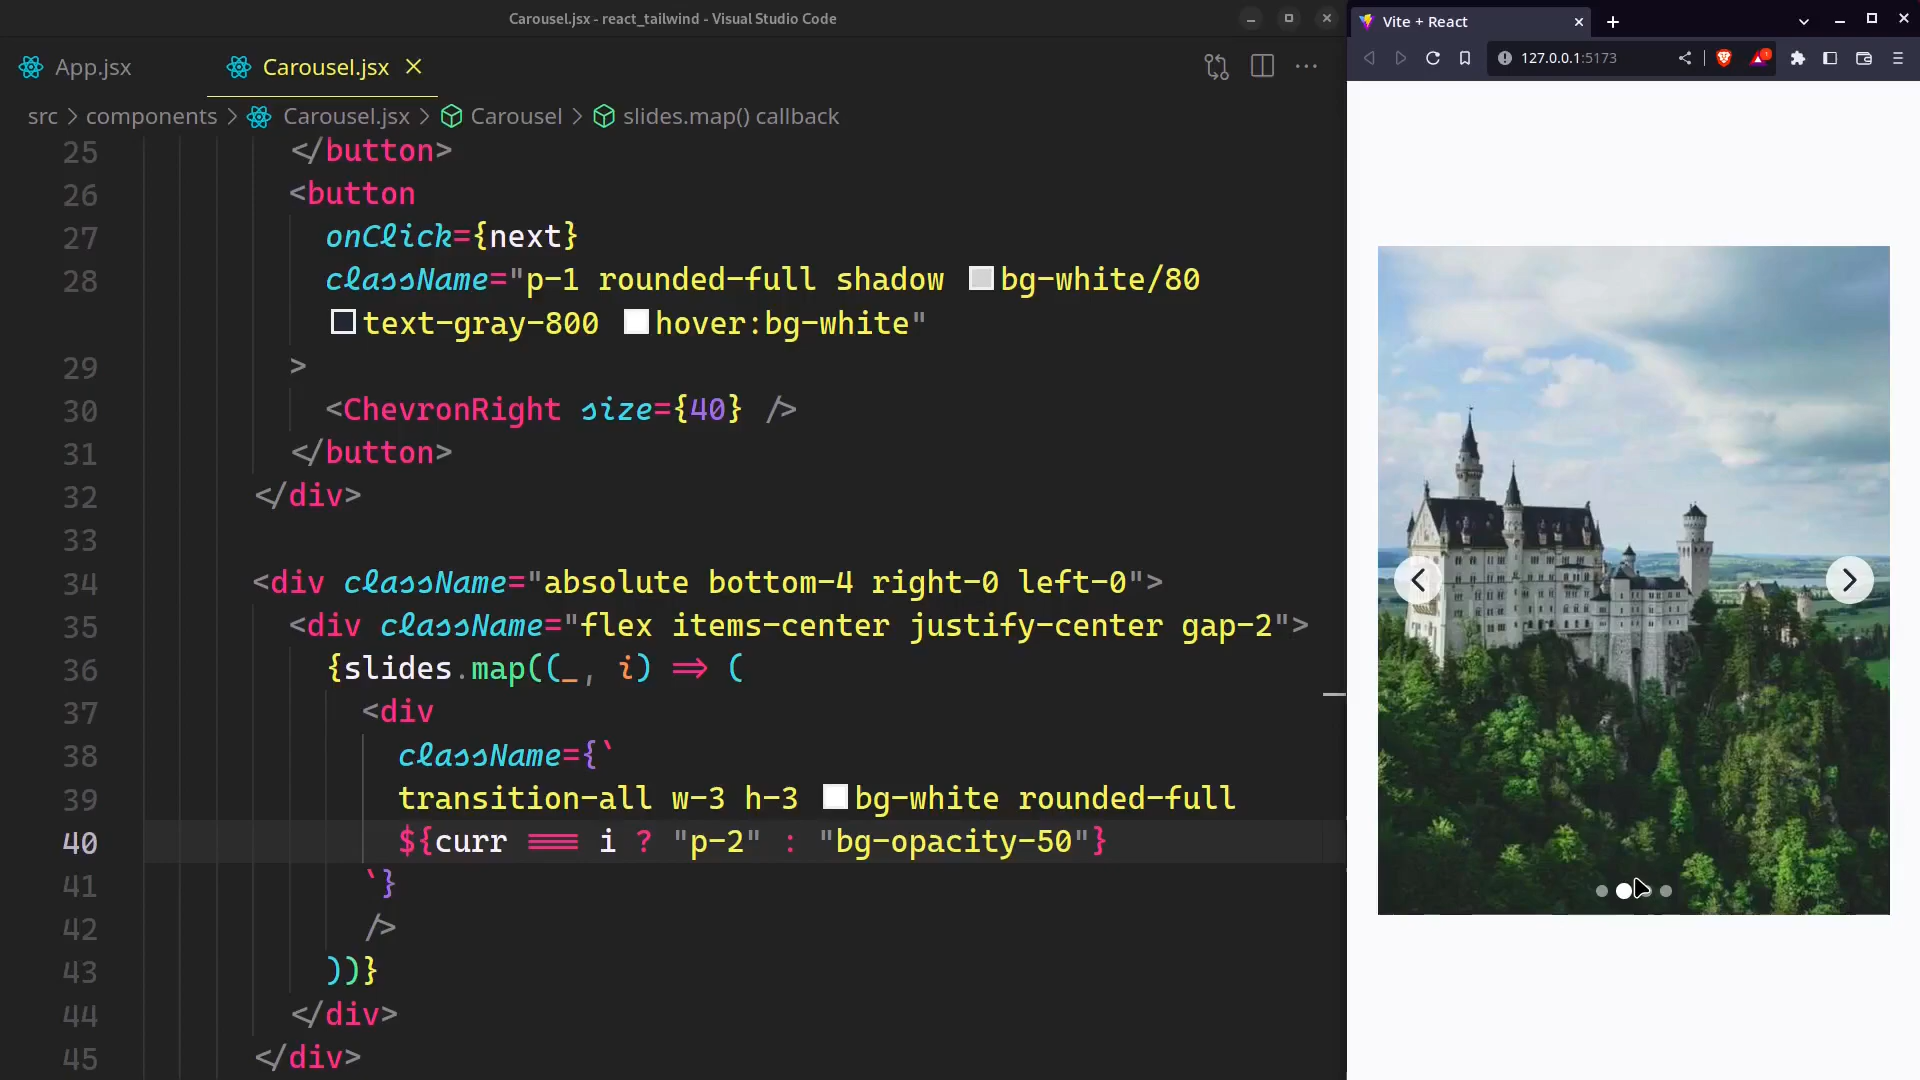 Carousel.jsx - react_tailwind - Visual Studio Code
App.jsx
Carousel.jsx
src > components > Carousel.jsx > Carousel > slides.map() callback
25 </button>
26 <button
27 onClick={next}
28 className="p-1 rounded-full shadow bg-white/80
text-gray-800 hover:bg-white"
29 >
30 <ChevronRight size={40} />
31 </button>
32 </div>
33
34 <div className="absolute bottom-4 right-0 left-0">
35 <div className="flex items-center justify-center gap-2">
36 {slides.map((_, i) => (
37 <div
38 className={`
39 transition-all w-3 h-3 bg-white rounded-full
40 ${curr === i ? "p-2" : "bg-opacity-50"}
41 `}
42 />
43 ))}
44 </div>
45 </div>
Vite + React
127.0.0.1:5173
1